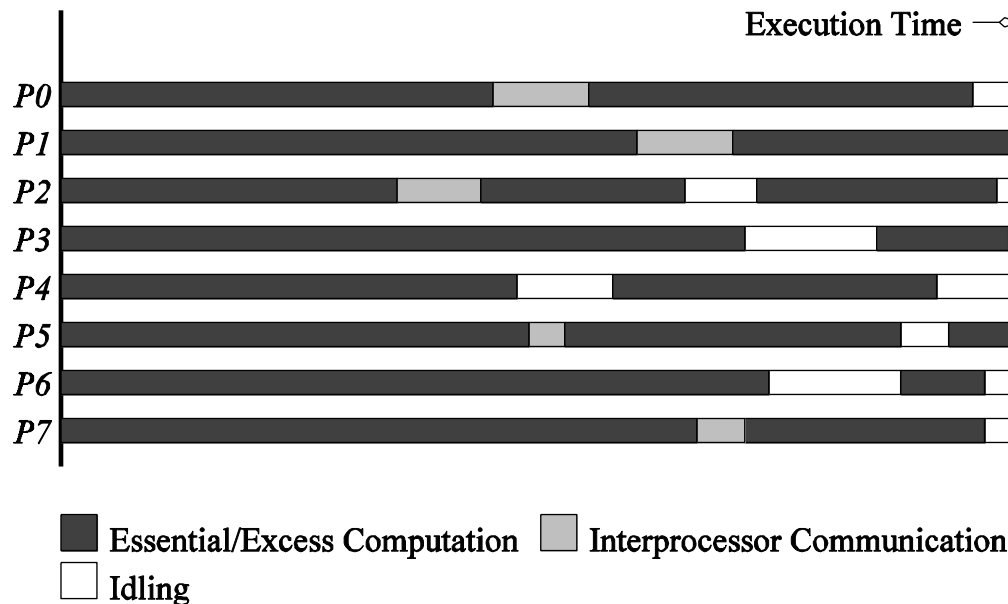 Execution Time
P0
P1
P2
P3
P4
P5
P6
P7
Essential/Excess Computation
Interprocessor Communication
Idling